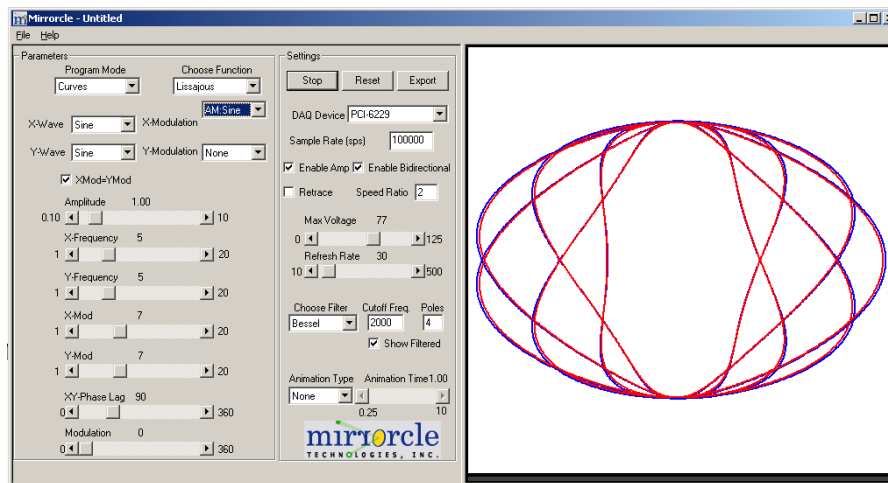 Mirrorcle - Untitled
File Help
Parameters
Program Mode
Curves
Choose Function
Lissajous
AM:Sine
X-Wave Sine X-Modulation
Y-Wave Sine Y-Modulation None
XMod=YMod
Amplitude 1.00
0.10 10
X-Frequency 5
1 20
Y-Frequency 5
1 20
X-Mod 7
1 20
Y-Mod 7
1 20
XY-Phase Lag 90
0 360
Modulation 0
0 360
Settings
Stop Reset Export
DAQ Device PCI-6229
Sample Rate (sps) 100000
Enable Amp Enable Bidirectional
Retrace Speed Ratio 2
Max Voltage 77
0 125
Refresh Rate 30
10 500
Choose Filter Cutoff Freq. Poles
Bessel 2000 4
Show Filtered
Animation Type Animation Time 1.00
None
0.25 10
mirrorcle
TECHNOLOGIES, INC.